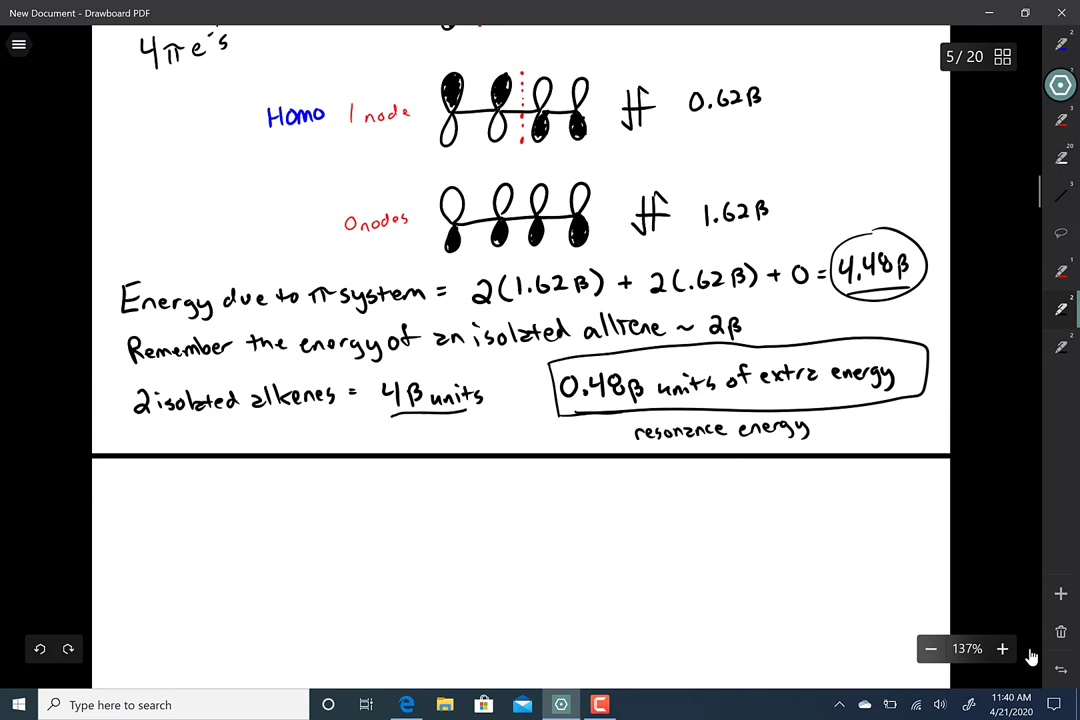 New Document - Drawboard PDF
4πe⁻'s
5 / 20
Homo 1 node 0.62β
0 nodes 1.62β
Energy due to π system = 2(1.62β) + 2(.62β) + 0 = 4.48β
Remember the energy of an isolated alkene ~ 2β
2 isolated alkenes = 4β units
0.48β units of extra energy
resonance energy
137%
Type here to search
11:40 AM
4/21/2020